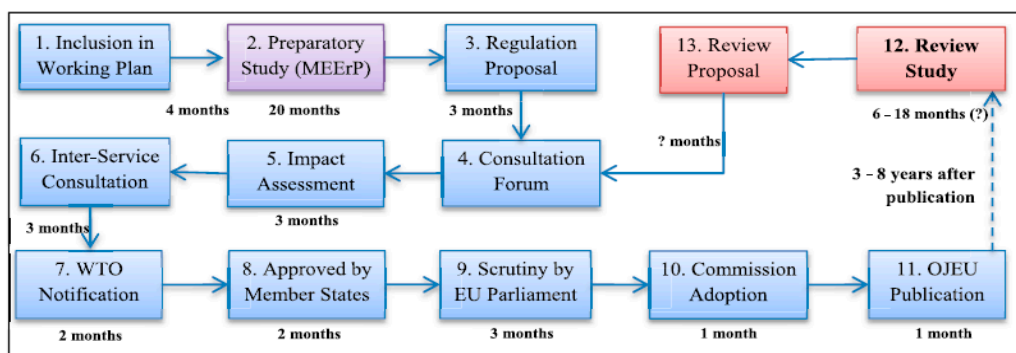 1. Inclusion in
Working Plan
4 months
2. Preparatory
Study (MEErP)
20 months
3. Regulation
Proposal
3 months
13. Review
Proposal
? months
12. Review
Study
6 – 18 months (?)
3 – 8 years after
publication
6. Inter-Service
Consultation
3 months
5. Impact
Assessment
3 months
4. Consultation
Forum
7. WTO
Notification
2 months
8. Approved by
Member States
2 months
9. Scrutiny by
EU Parliament
3 months
10. Commission
Adoption
1 month
11. OJEU
Publication
1 month